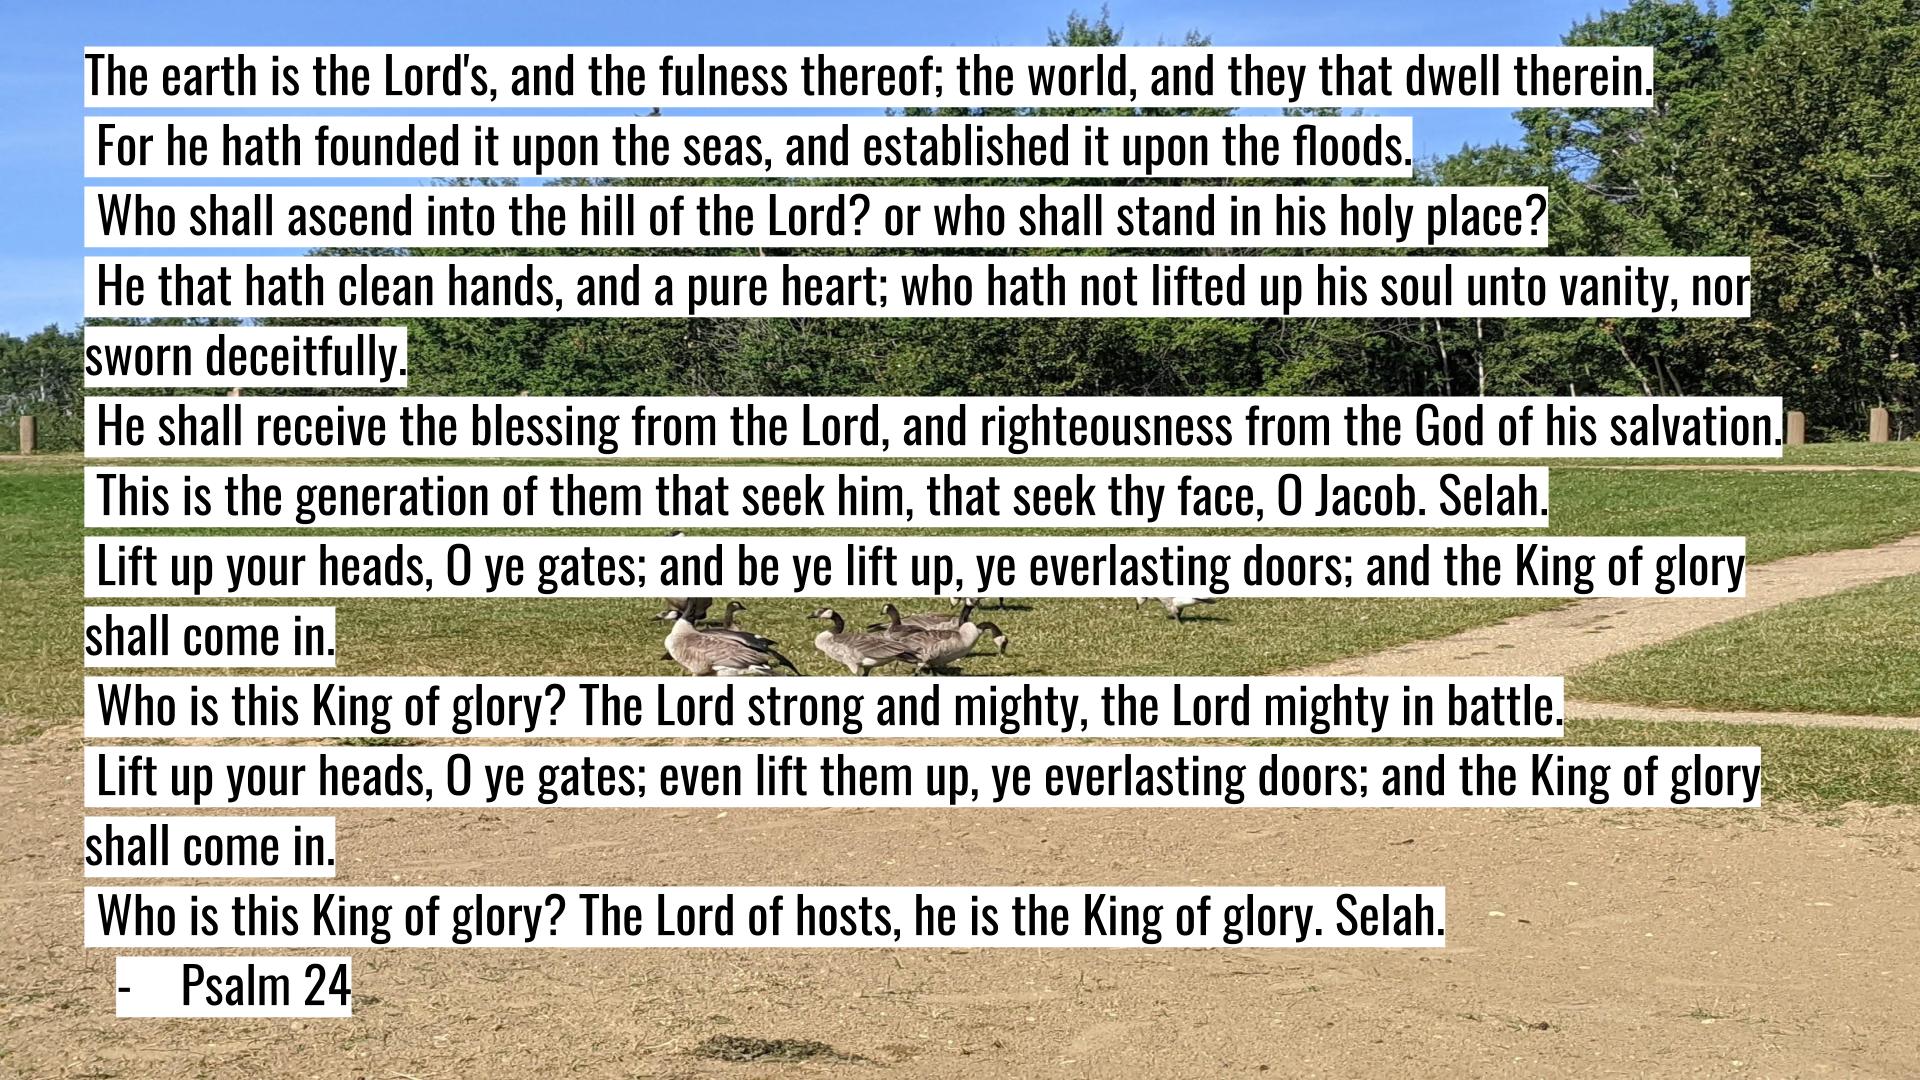 The earth is the Lord's, and the fulness thereof; the world, and they that dwell therein.
For he hath founded it upon the seas, and established it upon the floods.
Who shall ascend into the hill of the Lord? or who shall stand in his holy place?
He that hath clean hands, and a pure heart; who hath not lifted up his soul unto vanity, nor
sworn deceitfully.
He shall receive the blessing from the Lord, and righteousness from the God of his salvation.
This is the generation of them that seek him, that seek thy face, O Jacob. Selah.
Lift up your heads, O ye gates; and be ye lift up, ye everlasting doors; and the King of glory
shall come in.
Who is this King of glory? The Lord strong and mighty, the Lord mighty in battle.
Lift up your heads, O ye gates; even lift them up, ye everlasting doors; and the King of glory
shall come in.
Who is this King of glory? The Lord of hosts, he is the King of glory. Selah.
- Psalm 24